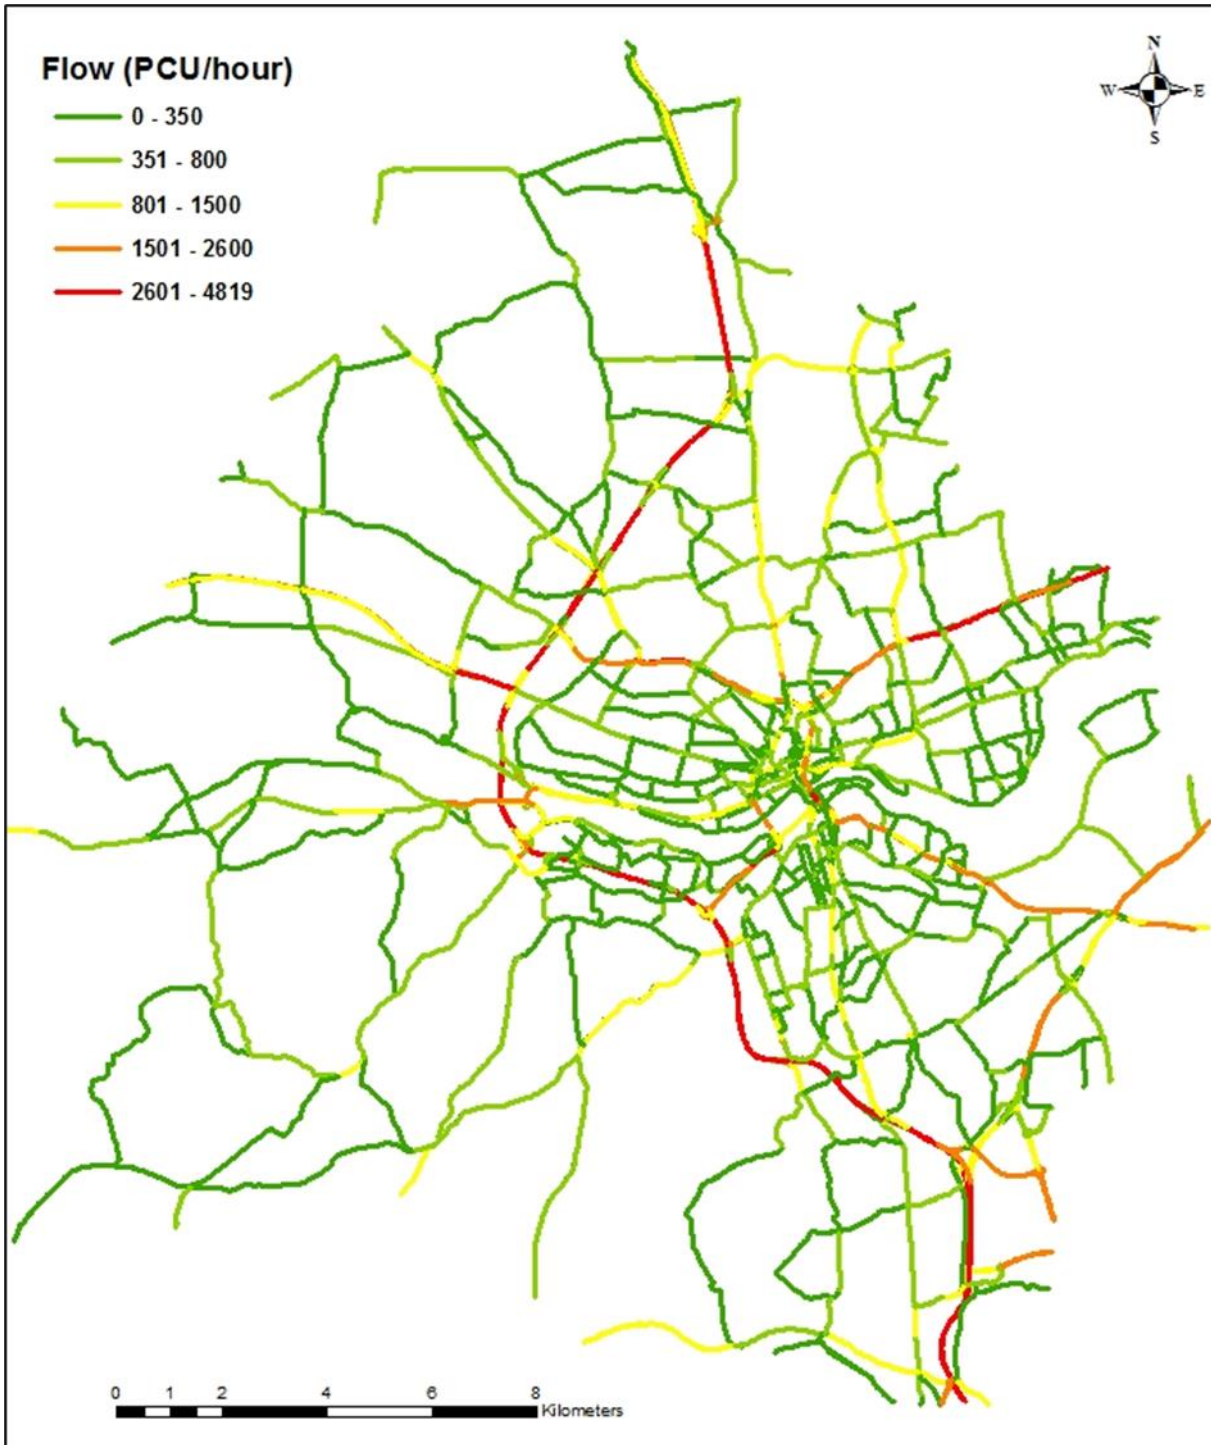 Flow (PCU/hour)
0 - 350
351 - 800
801 - 1500
1501 - 2600
2601 - 4819
N
W E
S
0 1 2 4 6 8
Kilometers